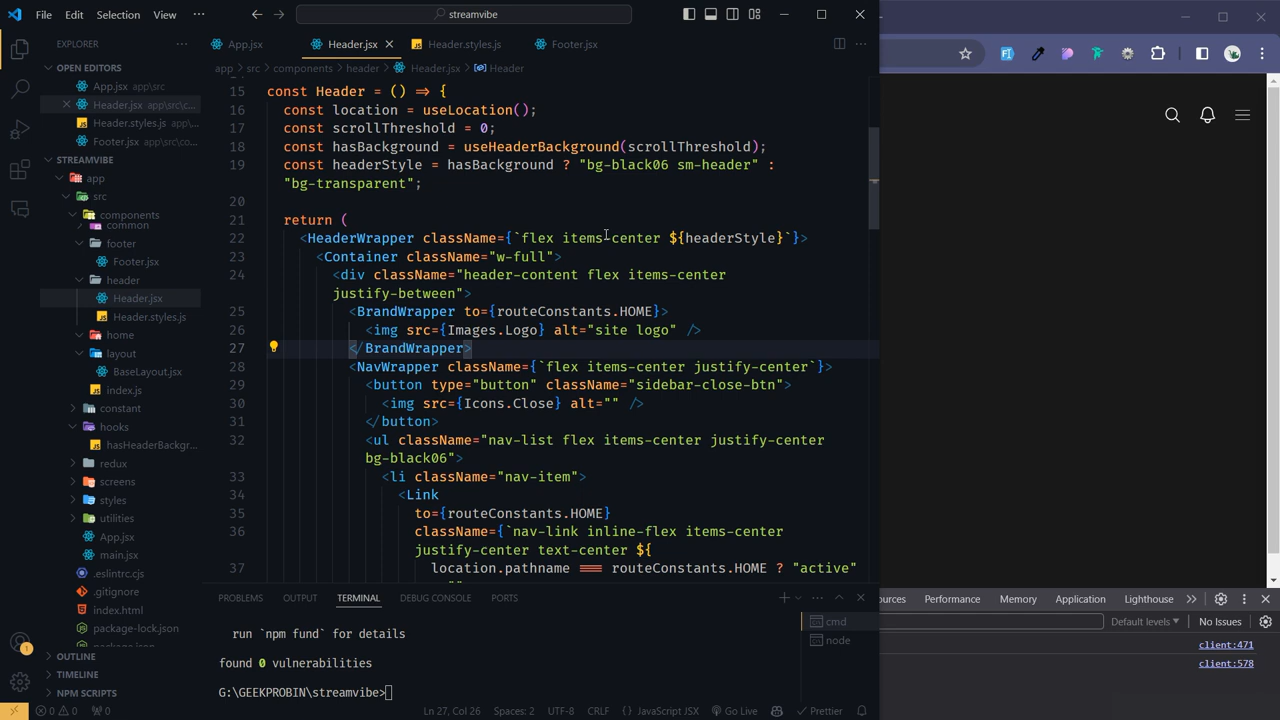 File Edit Selection View ··· streamvibe
EXPLORER
OPEN EDITORS
App.jsx app\src
Header.jsx app\src\c...
Header.styles.js app\...
Footer.jsx app\src\co...
STREAMVIBE
app
src
components
common
footer
Footer.jsx
header
Header.jsx
Header.styles.js
home
layout
BaseLayout.jsx
index.js
constant
hooks
hasHeaderBackgr...
redux
screens
styles
utilities
App.jsx
main.jsx
.eslintrc.cjs
.gitignore
index.html
package-lock.json
package.json
OUTLINE
TIMELINE
NPM SCRIPTS
App.jsx Header.jsx Header.styles.js Footer.jsx
app > src > components > header > Header.jsx > Header
15 const Header = () => {
16 const location = useLocation();
17 const scrollThreshold = 0;
18 const hasBackground = useHeaderBackground(scrollThreshold);
19 const headerStyle = hasBackground ? "bg-black06 sm-header" :
"bg-transparent";
20
21 return (
22 <HeaderWrapper className={`flex items-center ${headerStyle}`}>
23 <Container className="w-full">
24 <div className="header-content flex items-center
justify-between">
25 <BrandWrapper to={routeConstants.HOME}>
26 <img src={Images.Logo} alt="site logo" />
27 </BrandWrapper>
28 <NavWrapper className={`flex items-center justify-center`}>
29 <button type="button" className="sidebar-close-btn">
30 <img src={Icons.Close} alt="" />
31 </button>
32 <ul className="nav-list flex items-center justify-center
bg-black06">
33 <li className="nav-item">
34 <Link
35 to={routeConstants.HOME}
36 className={`nav-link inline-flex items-center
justify-center text-center ${
37 location.pathname === routeConstants.HOME ? "active"
PROBLEMS OUTPUT TERMINAL DEBUG CONSOLE PORTS
run `npm fund` for details
found 0 vulnerabilities
G:\GEEKPROBIN\streamvibe>
cmd
node
0 0 0 Ln 27, Col 26 Spaces: 2 UTF-8 CRLF {} JavaScript JSX Go Live Prettier
ources Performance Memory Application Lighthouse
Default levels No Issues
client:471
client:578